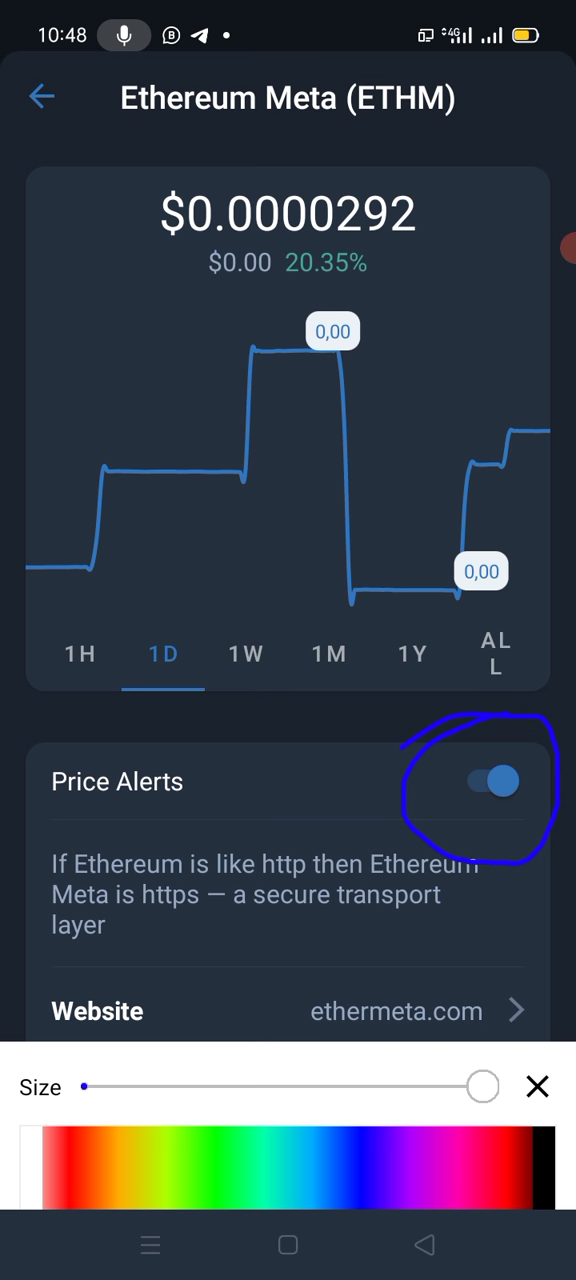 10:48
4G
Ethereum Meta (ETHM)
$0.0000292
$0.00 20.35%
0,00
0,00
1H 1D 1W 1M 1Y AL
L
Price Alerts
If Ethereum is like http then Ethereum
Meta is https — a secure transport
layer
Website ethermeta.com
Size